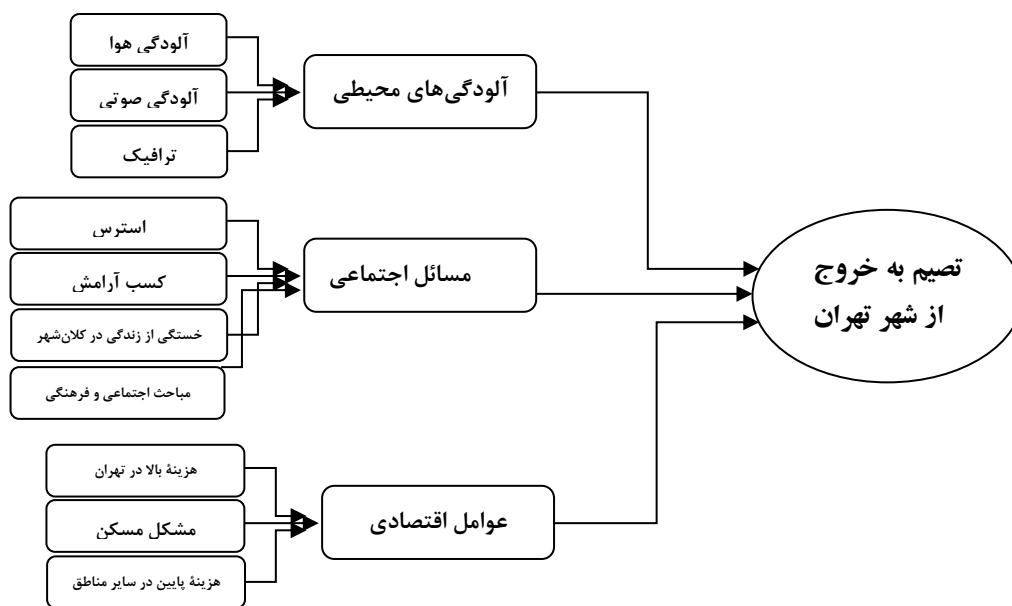 آلودگی هوا
آلودگی صوتی
ترافیک
آلودگی‌های محیطی
استرس
کسب آرامش
خستگی از زندگی در کلان‌شهر
مباحث اجتماعی و فرهنگی
مسائل اجتماعی
هزینۀ بالا در تهران
مشکل مسکن
هزینۀ پایین در سایر مناطق
عوامل اقتصادی
تصیم به خروج
از شهر تهران